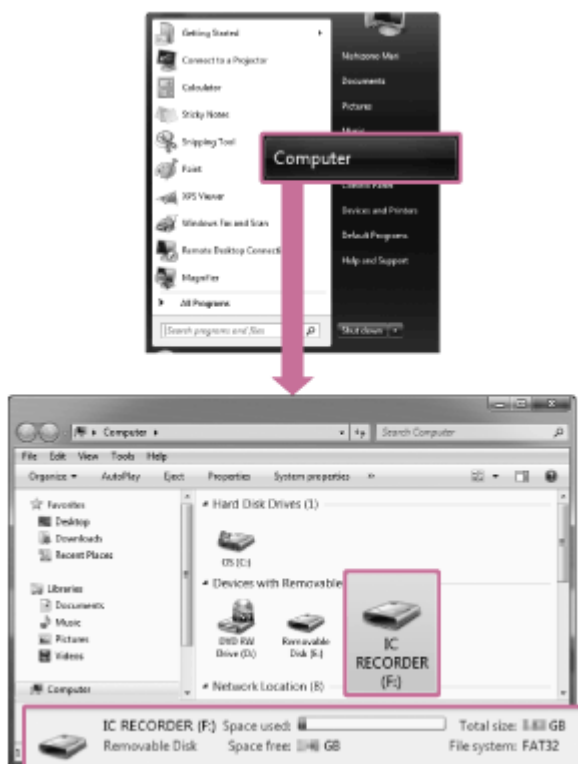 Getting Started
Connect to a Projector
Calculator
Sticky Notes
Snipping Tool
Paint
XPS Viewer
Windows Fax and Scan
Remote Desktop Connecti
Magnifier
All Programs
Search programs and files
Documents
Pictures
Music
Computer
Control Panel
Devices and Printers
Default Programs
Help and Support
Shut down
Computer
Search Computer
File Edit View Tools Help
Organize AutoPlay Eject Properties System properties »
Favorites
Desktop
Downloads
Recent Places
Libraries
Documents
Music
Pictures
Videos
Computer
Hard Disk Drives (1)
OS (C:)
Devices with Removable
DVD RW
Drive (D:)
Removable
Disk (E:)
IC
RECORDER
(F:)
Network Location (8)
IC RECORDER (F:) Space used: Total size: GB
Removable Disk Space free: GB File system: FAT32